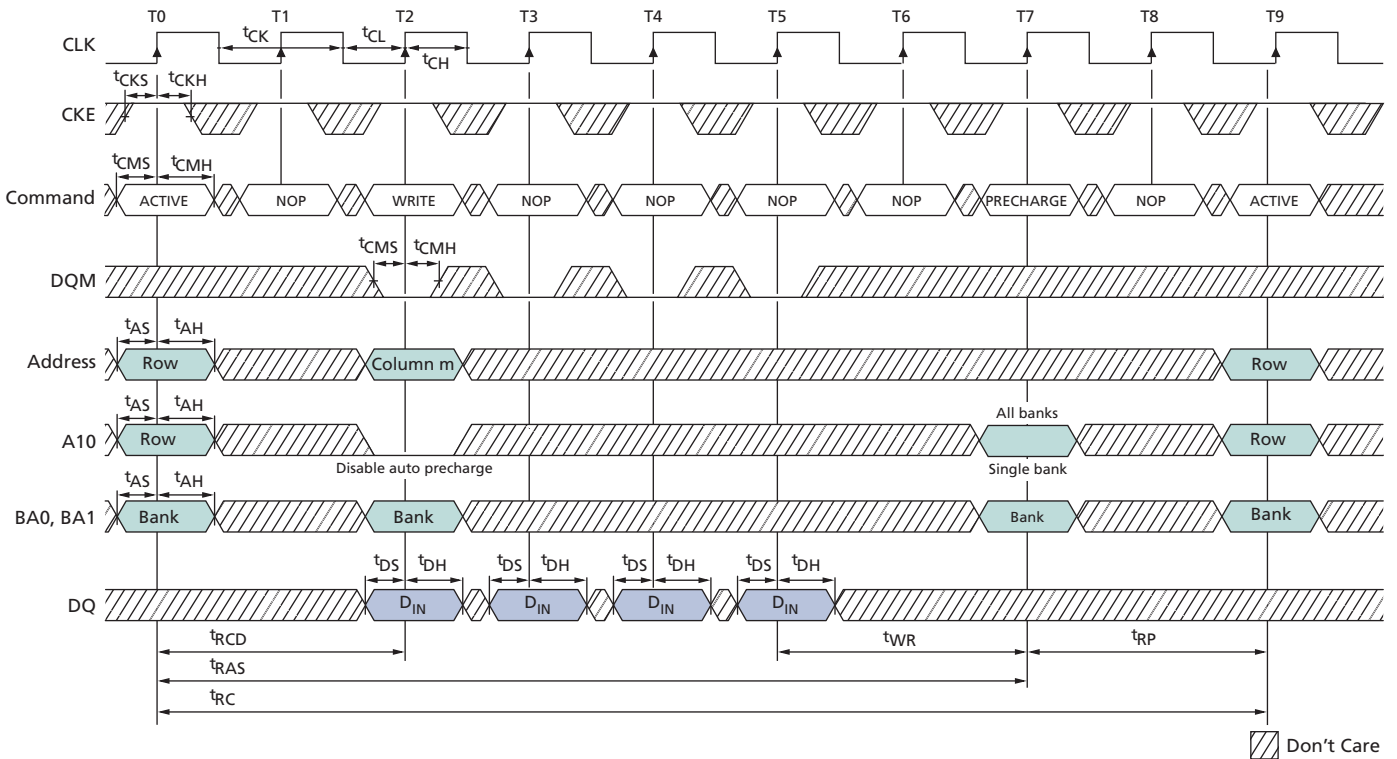 T0 T1 T2 T3 T4 T5 T6 T7 T8 T9
CLK tCK tCL tCH
tCKS tCKH
CKE
tCMS tCMH
Command ACTIVE NOP WRITE NOP NOP NOP NOP PRECHARGE NOP ACTIVE
tCMS tCMH
DQM
tAS tAH
Address Row Column m Row
tAS tAH All banks
A10 Row Row
Disable auto precharge Single bank
tAS tAH
BA0, BA1 Bank Bank Bank Bank
tDS tDH tDS tDH tDS tDH tDS tDH
DQ DIN DIN DIN DIN
tRCD tWR tRP
tRAS
tRC
Don't Care